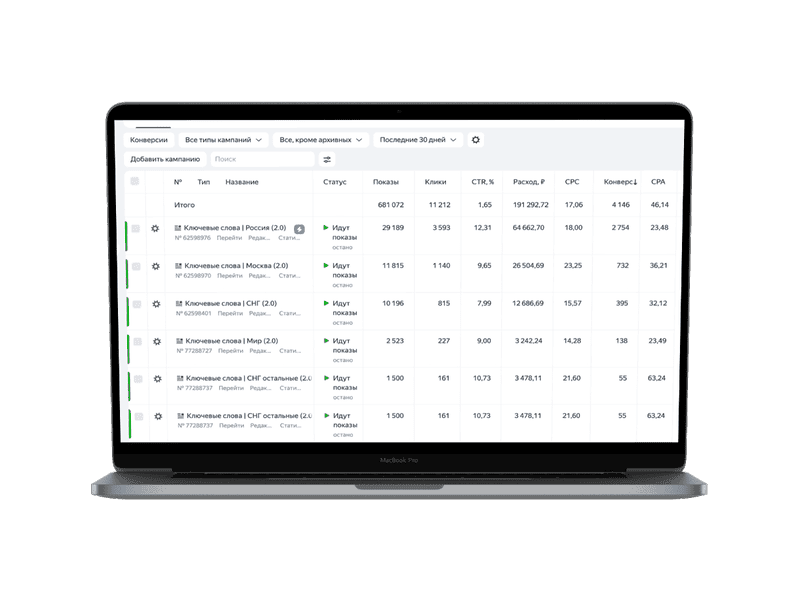 Конверсии Все типы кампаний Все, кроме архивных Последние 30 дней
Добавить кампанию Поиск
№ Тип Название Статус Показы Клики CTR, % Расход, ₽ CPC Конверс↓ CPA
Итого 681 072 11 212 1,65 191 292,72 17,06 4 146 46,14
Ключевые слова | Россия (2.0) Идут 29 189 3 593 12,31 64 662,70 18,00 2 754 23,48
№ 62598976 Перейти Редак... Стати... показы
остано
Ключевые слова | Москва (2.0) Идут 11 815 1 140 9,65 26 504,69 23,25 732 36,21
№ 62598970 Перейти Редак... Стати... показы
остано
Ключевые слова | СНГ (2.0) Идут 10 196 815 7,99 12 686,69 15,57 395 32,12
№ 62598401 Перейти Редак... Стати... показы
остано
Ключевые слова | Мир (2.0) Идут 2 523 227 9,00 3 242,24 14,28 138 23,49
№ 77288727 Перейти Редак... Стати... показы
остано
Ключевые слова | СНГ остальные (2.0 Идут 1 500 161 10,73 3 478,11 21,60 55 63,24
№ 77288737 Перейти Редак... Стати... показы
остано
Ключевые слова | СНГ остальные (2.0 Идут 1 500 161 10,73 3 478,11 21,60 55 63,24
№ 77288737 Перейти Редак... Стати... показы
остано
MacBook Pro